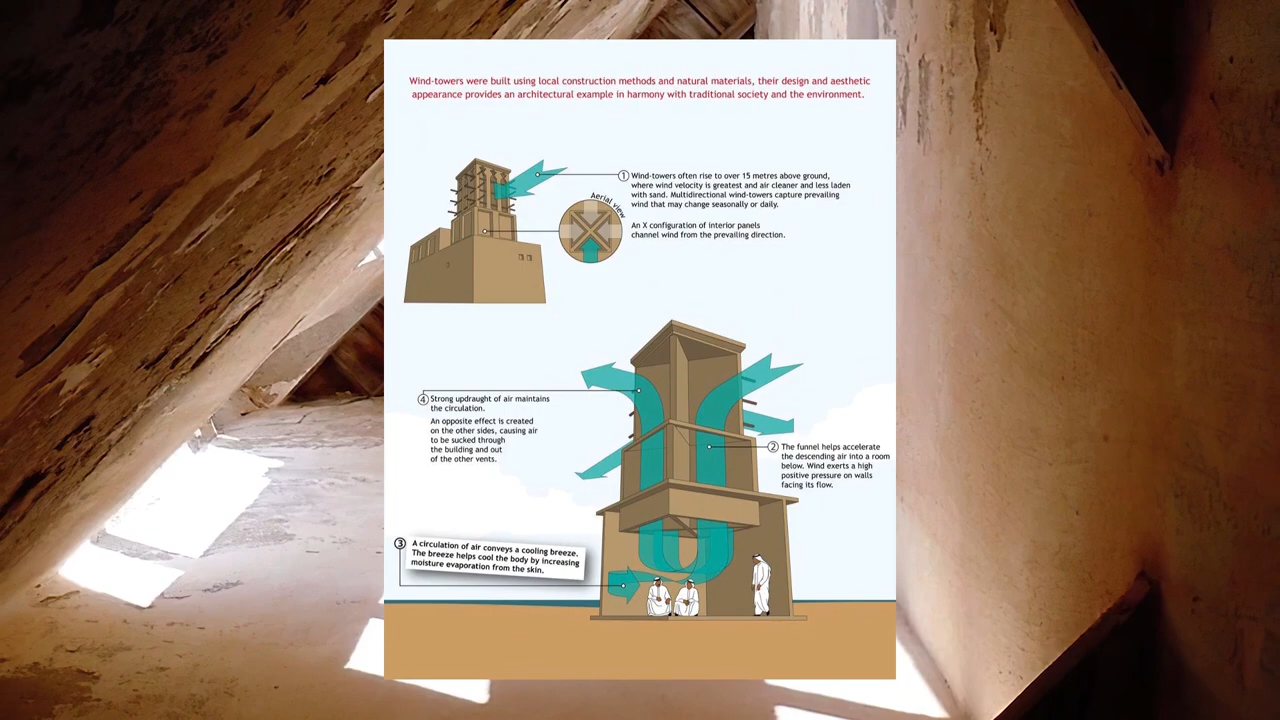 Wind-towers were built using local construction methods and natural materials, their design and aesthetic
appearance provides an architectural example in harmony with traditional society and the environment.
1 Wind-towers often rise to over 15 metres above ground,
where wind velocity is greatest and air cleaner and less laden
with sand. Multidirectional wind-towers capture prevailing
wind that may change seasonally or daily.
Aerial view
An X configuration of interior panels
channel wind from the prevailing direction.
4 Strong updraught of air maintains
the circulation.
An opposite effect is created
on the other sides, causing air
to be sucked through
the building and out
of the other vents.
2 The funnel helps accelerate
the descending air into a room
below. Wind exerts a high
positive pressure on walls
facing its flow.
3 A circulation of air conveys a cooling breeze.
The breeze helps cool the body by increasing
moisture evaporation from the skin.